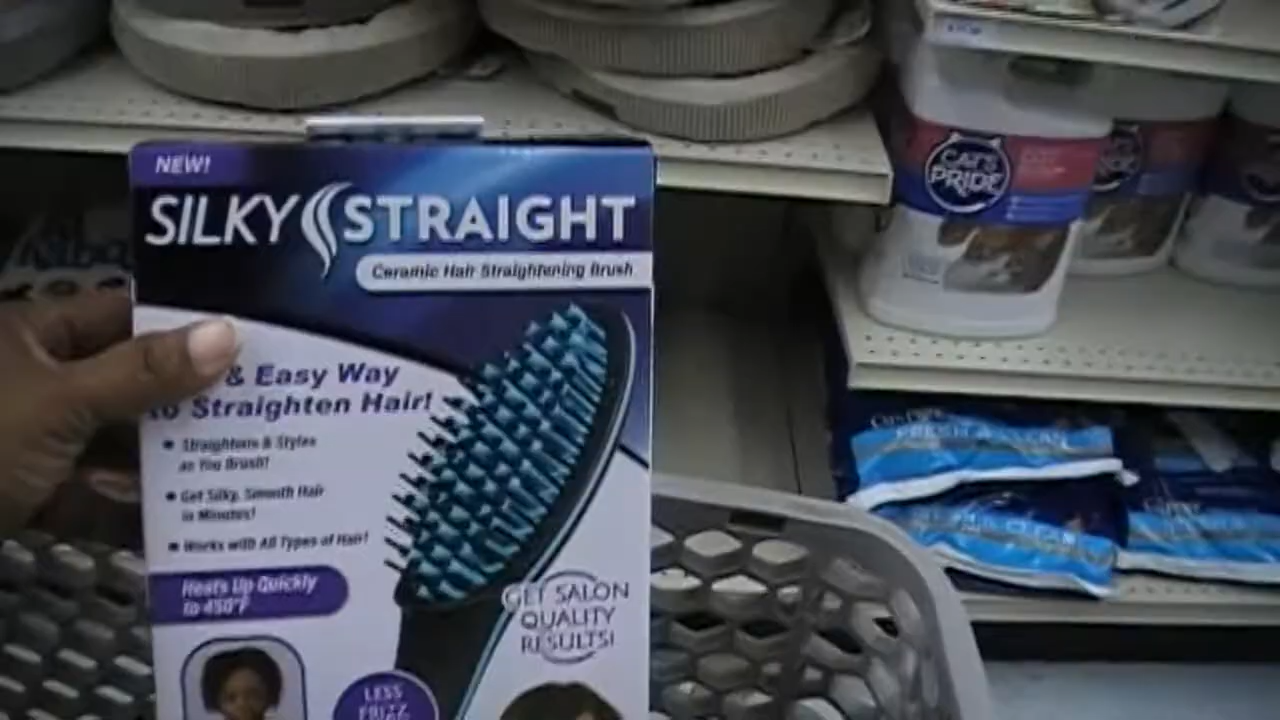 NEW!
SILKY STRAIGHT
Ceramic Hair Straightening Brush
& Easy Way
to Straighten Hair!
Straightens & Styles
as You Brush!
Get Silky, Smooth Hair
in Minutes!
Works with All Types of Hair!
Heats Up Quickly
to 450°F
GET SALON
QUALITY
RESULTS!
LESS
FRIZZ
CAT'S
PRIDE
FRESH & CLEAN